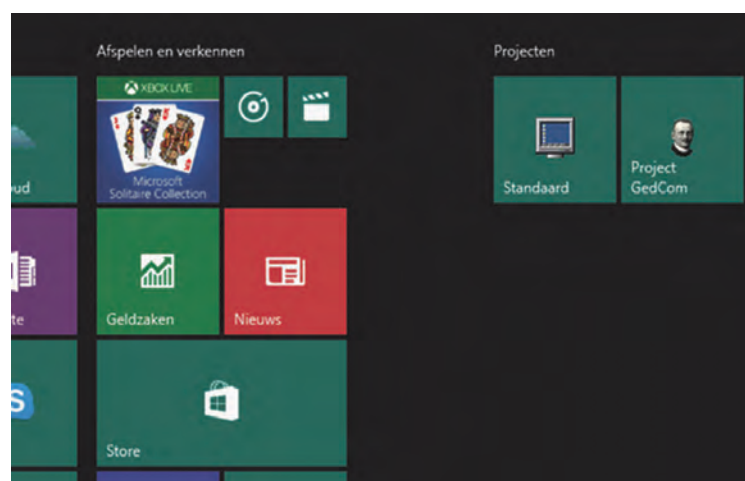 Afspelen en verkennen
Projecten
XBOX LIVE
Microsoft
Solitaire Collection
oud
Standaard
Project
GedCom
te
Geldzaken
Nieuws
S
Store